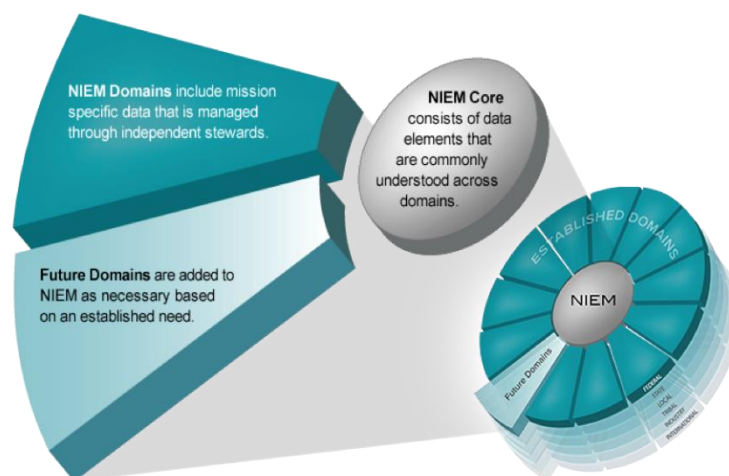 NIEM Domains include mission
specific data that is managed
through independent stewards.
NIEM Core
consists of data
elements that
are commonly
understood across
domains.
Future Domains are added to
NIEM as necessary based
on an established need.
ESTABLISHED DOMAINS
NIEM
Future Domains
FEDERAL
STATE
LOCAL
TRIBAL
INDUSTRY
INTERNATIONAL